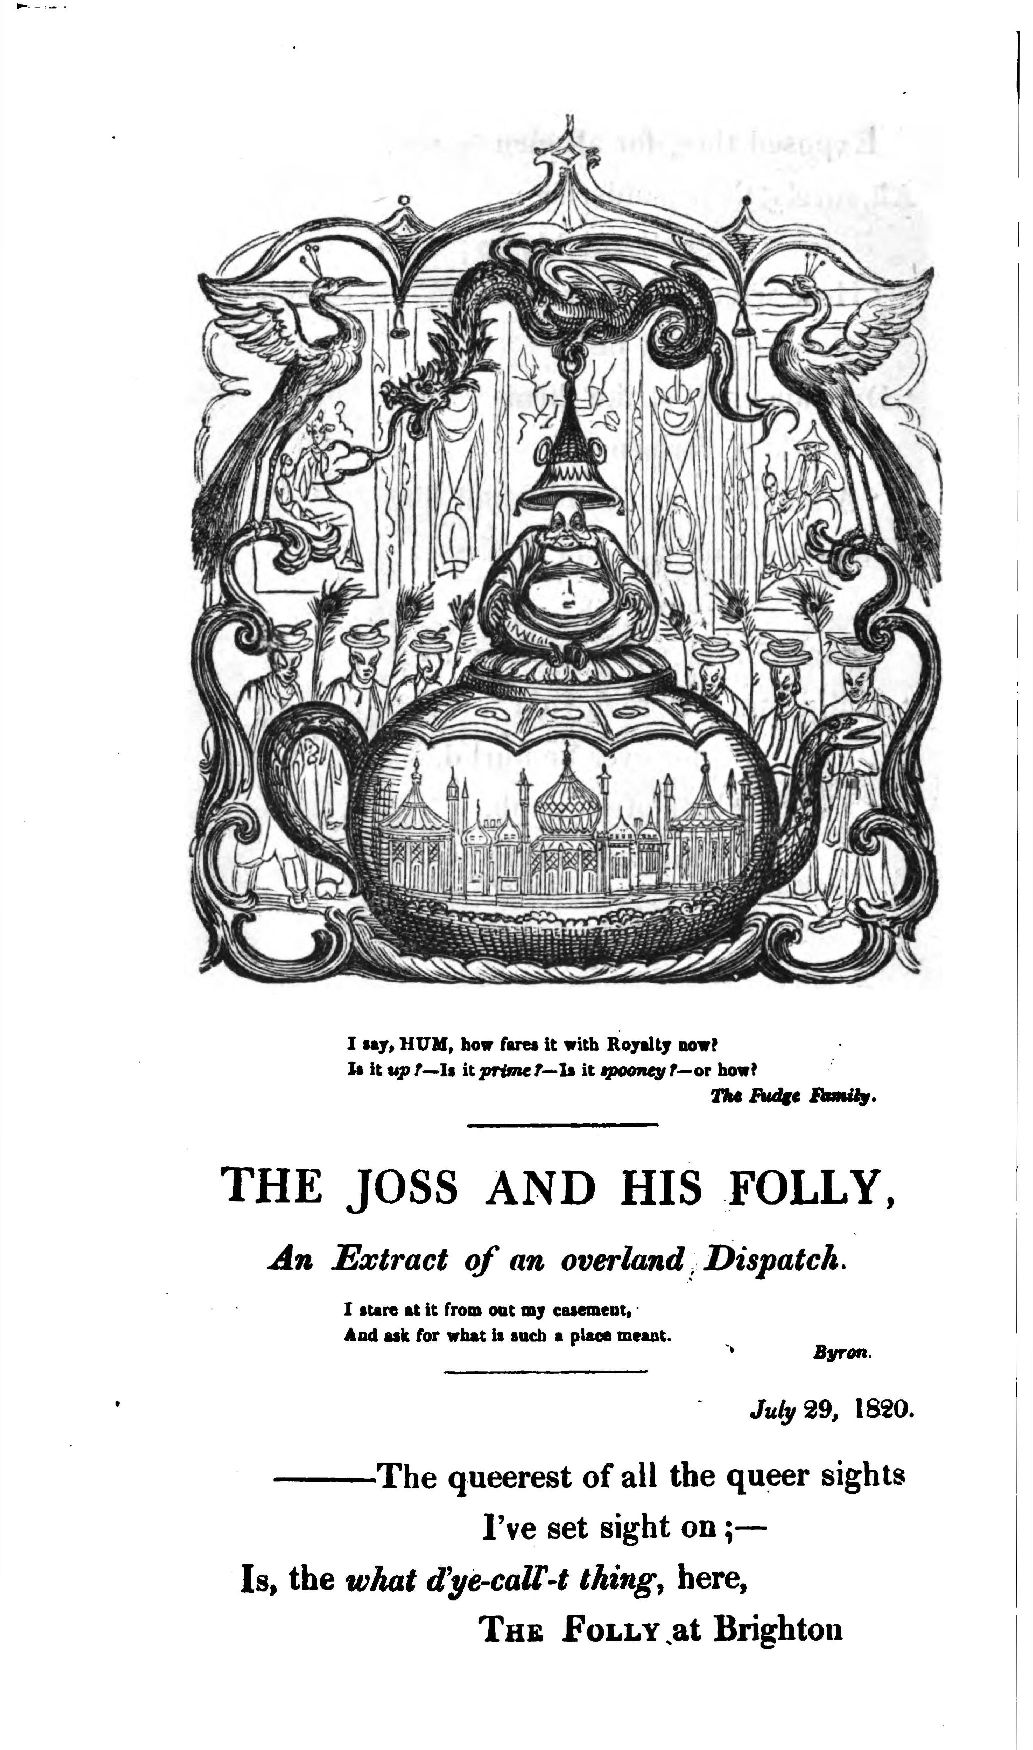 I say, HUM, how fares it with Royalty now?
Is it up?—Is it prime?—Is it spooney?—or how?
The Fudge Family.
THE JOSS AND HIS FOLLY,
An Extract of an overland Dispatch.
I stare at it from out my casement,
And ask for what is such a place meant.
Byron.
July 29, 1820.
———The queerest of all the queer sights
I've set sight on;—
Is, the what d'ye-call'-t thing, here,
THE FOLLY at Brighton